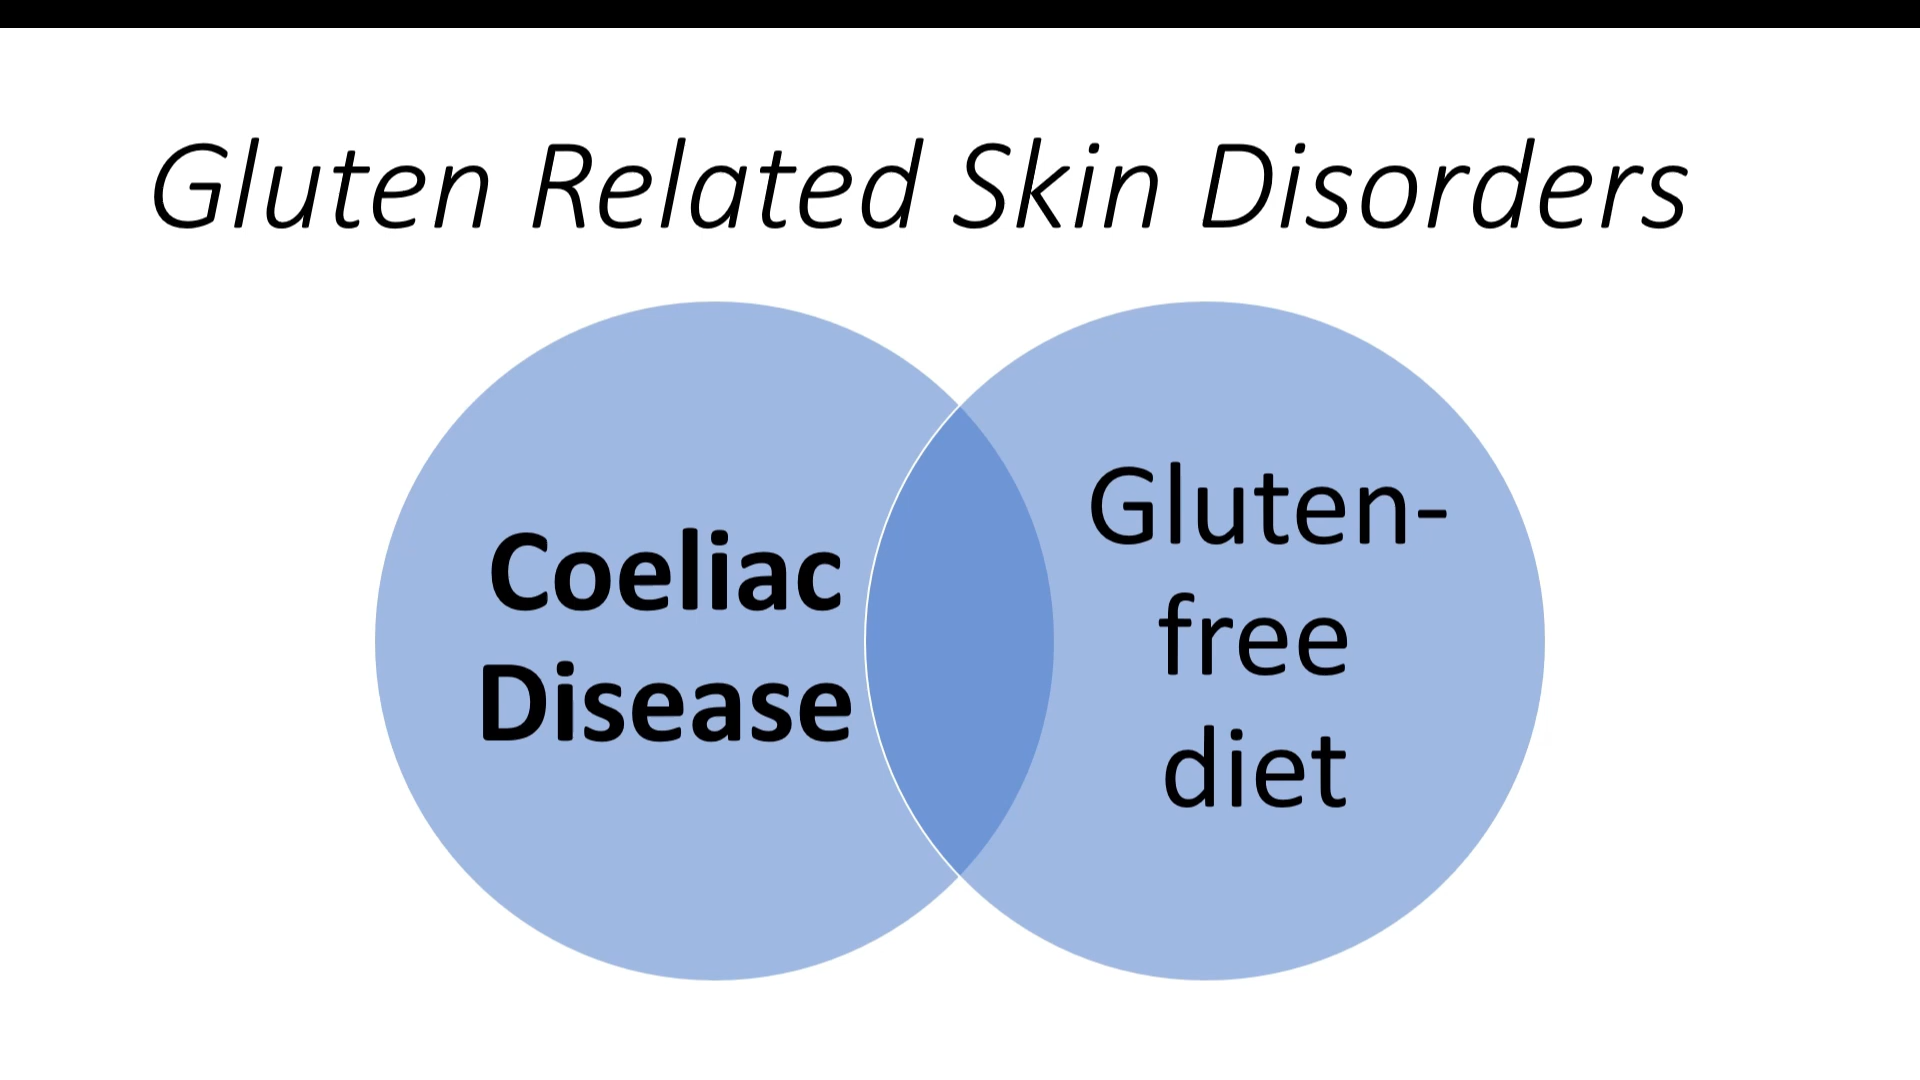 Gluten Related Skin Disorders
Coeliac
Disease
Gluten-
free
diet